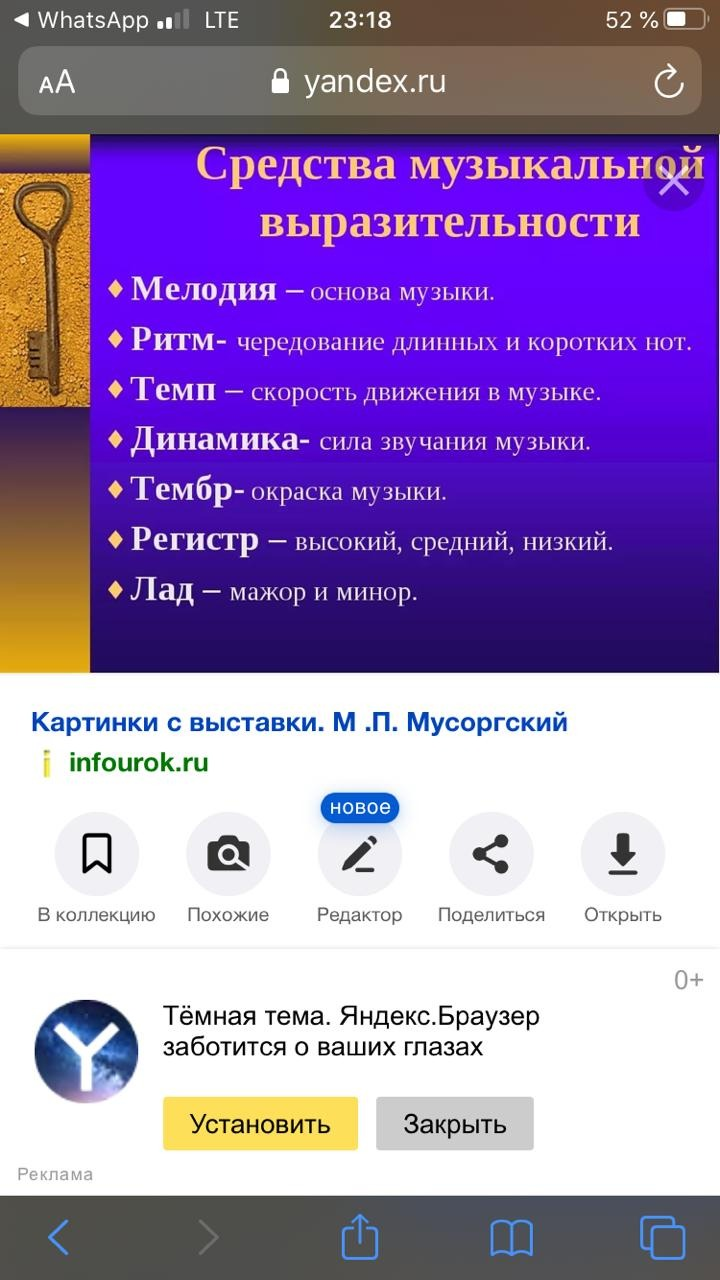 WhatsApp LTE 23:18 52 %
AA yandex.ru
Средства музыкальной
выразительности
Мелодия – основа музыки.
Ритм- чередование длинных и коротких нот.
Темп – скорость движения в музыке.
Динамика- сила звучания музыки.
Тембр- окраска музыки.
Регистр – высокий, средний, низкий.
Лад – мажор и минор.
Картинки с выставки. М .П. Мусоргский
infourok.ru
новое
В коллекцию Похожие Редактор Поделиться Открыть
0+
Тёмная тема. Яндекс.Браузер
заботится о ваших глазах
Установить Закрыть
Реклама